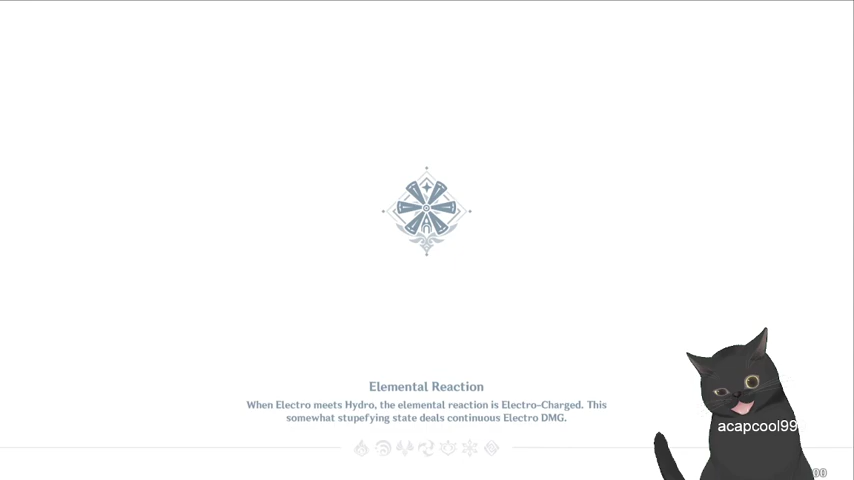 Elemental Reaction
When Electro meets Hydro, the elemental reaction is Electro-Charged. This
somewhat stupefying state deals continuous Electro DMG.
acapcool99